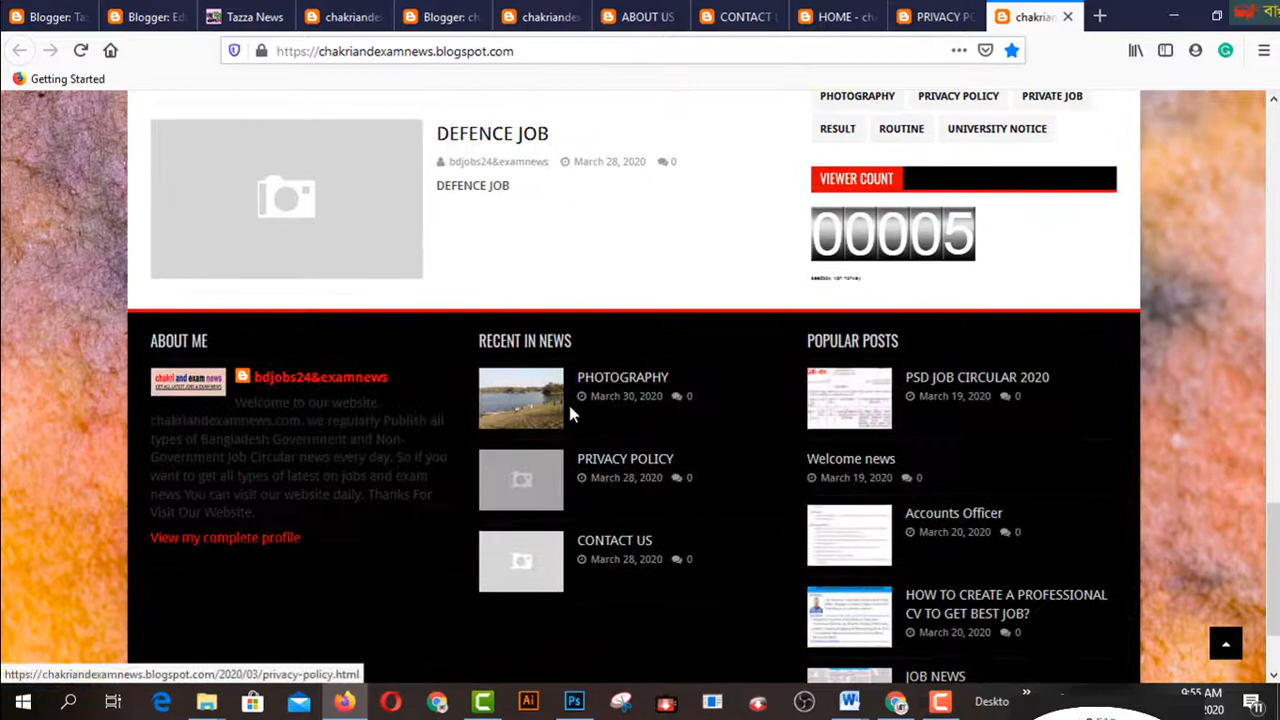 Blogger: Ta
Blogger: Ed
Tazza News
chakriande
Blogger: ch
chakriande
ABOUT US
CONTACT U
HOME - ch
PRIVACY PO
chakrian
https://chakriandexamnews.blogspot.com
Getting Started
PHOTOGRAPHY
PRIVACY POLICY
PRIVATE JOB
RESULT
ROUTINE
UNIVERSITY NOTICE
DEFENCE JOB
bdjobs24&examnews March 28, 2020 0
DEFENCE JOB
VIEWER COUNT
00005
ABOUT ME
chakri and exam news
bdjobs24&examnews
Welcome to our website.
chakriandexamnews.com. we regularly Publish all
types of Bangladesh Government and Non-
Government Job Circular news every day. So if you
want to get all types of latest on jobs and exam
news You can visit our website daily. Thanks For
Visit Our Website.
View my complete profile
RECENT IN NEWS
PHOTOGRAPHY
March 30, 2020 0
PRIVACY POLICY
March 28, 2020 0
CONTACT US
March 28, 2020 0
POPULAR POSTS
PSD JOB CIRCULAR 2020
March 19, 2020 0
Welcome news
March 19, 2020 0
Accounts Officer
March 20, 2020 0
HOW TO CREATE A PROFESSIONAL
CV TO GET BEST JOB?
March 20, 2020 0
JOB NEWS
https://chakriandexamnews.blogspot.com/2020/03/privacy-policy.html
Deskto
9:55 AM
2020